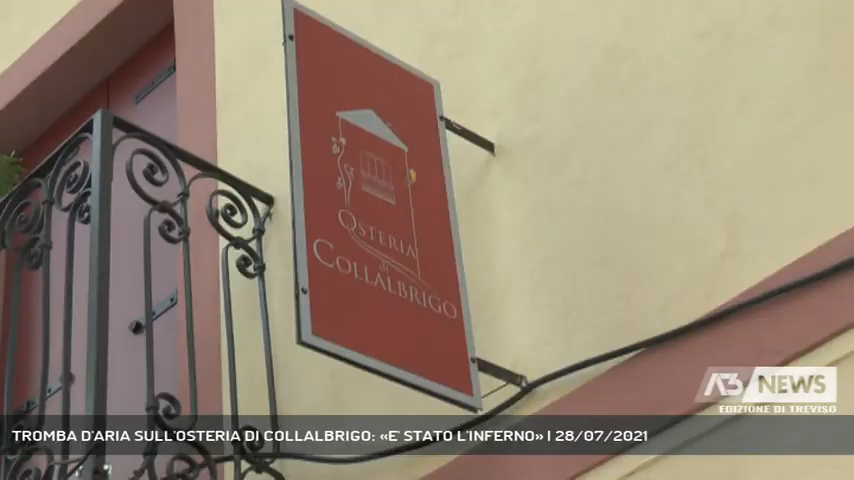 OSTERIA
di
COLLALBRIGO
A3 NEWS
EDIZIONE DI TREVISO
TROMBA D'ARIA SULL'OSTERIA DI COLLALBRIGO: «E' STATO L'INFERNO» | 28/07/2021